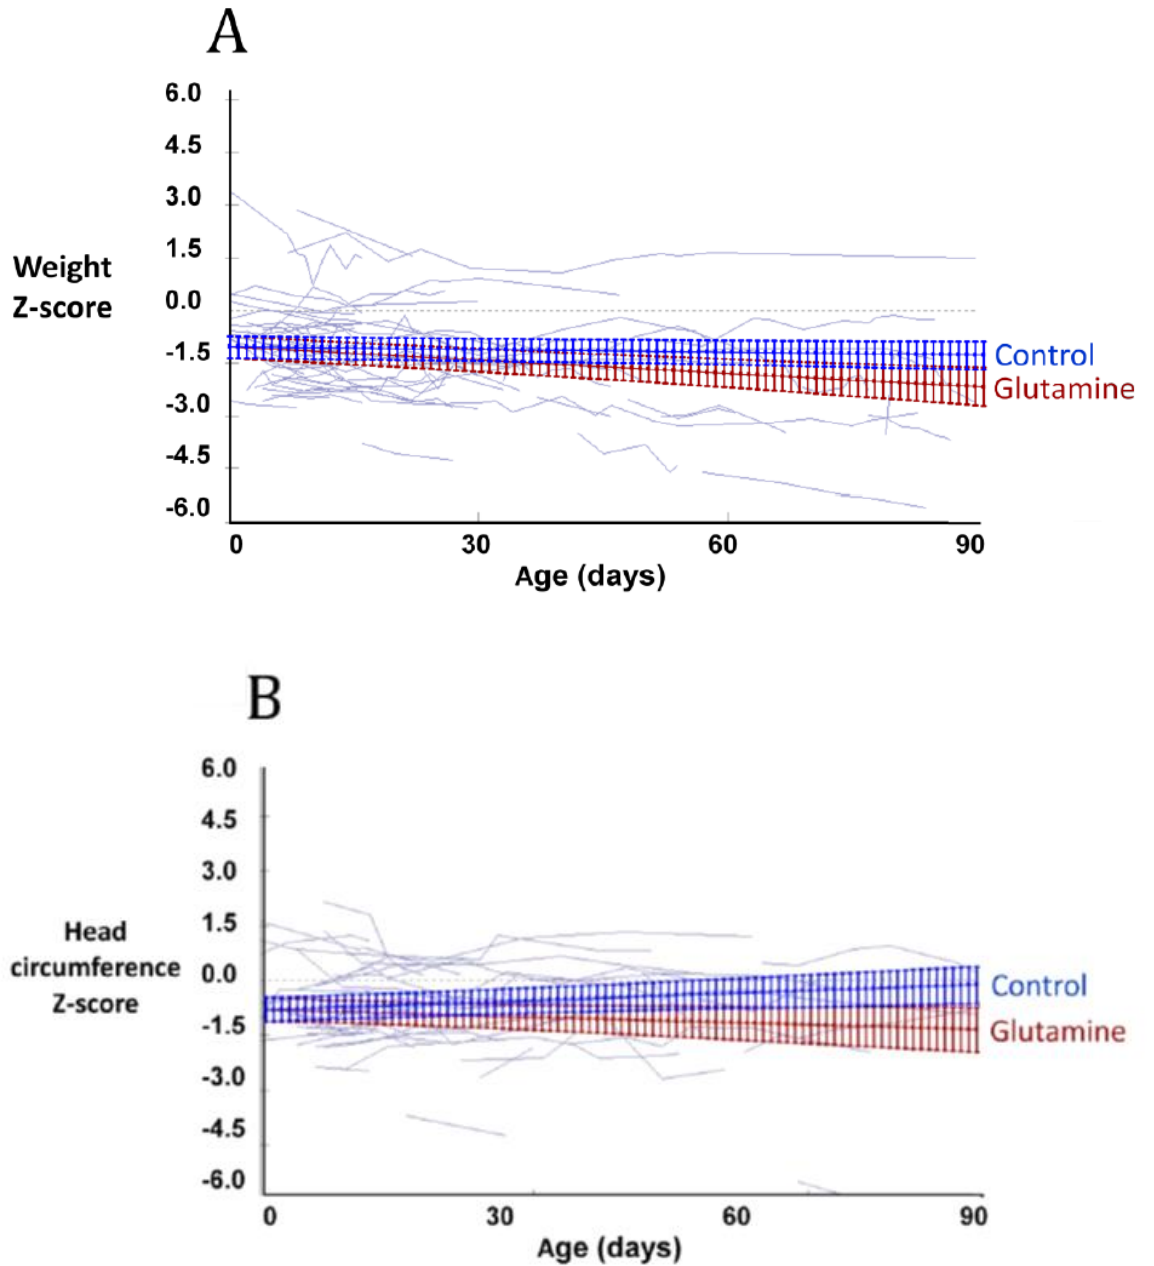 A
6.0
4.5
3.0
1.5
0.0
-1.5
-3.0
-4.5
-6.0
Weight
Z-score
Control
Glutamine
0 30 60 90
Age (days)
B
6.0
4.5
3.0
1.5
0.0
-1.5
-3.0
-4.5
-6.0
Head
circumference
Z-score
Control
Glutamine
0 30 60 90
Age (days)